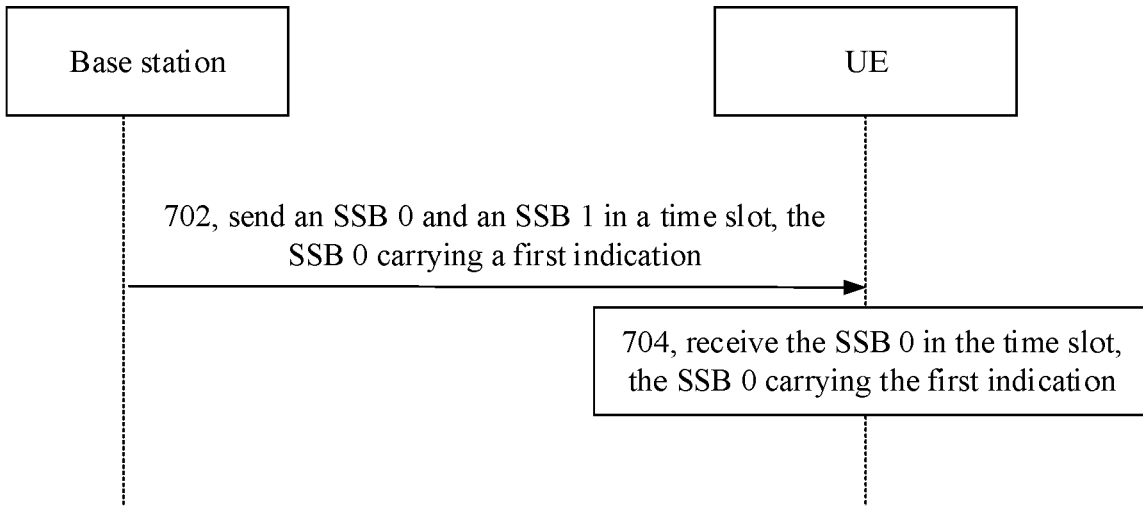 Base station
UE
702, send an SSB 0 and an SSB 1 in a time slot, the
SSB 0 carrying a first indication
704, receive the SSB 0 in the time slot,
the SSB 0 carrying the first indication